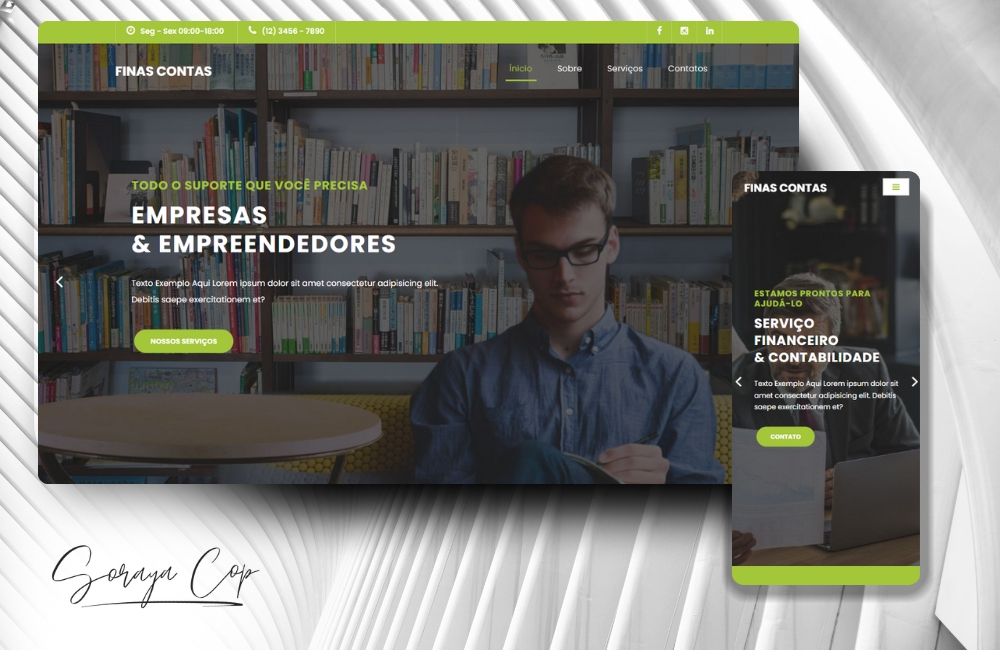 Seg - Sex 09:00-18:00
(12) 3456 - 7890
FINAS CONTAS
Ínicio
Sobre
Serviços
Contatos
TODO O SUPORTE QUE VOCÊ PRECISA
EMPRESAS
& EMPREENDEDORES
Texto Exemplo Aqui Lorem ipsum dolor sit amet consectetur adipisicing elit.
Debitis saepe exercitationem et?
NOSSOS SERVIÇOS
FINAS CONTAS
ESTAMOS PRONTOS PARA
AJUDÁ-LO
SERVIÇO
FINANCEIRO
& CONTABILIDADE
Texto Exemplo Aqui Lorem ipsum dolor sit
amet consectetur adipisicing elit. Debitis
saepe exercitationem et?
CONTATO
Soraya Cop